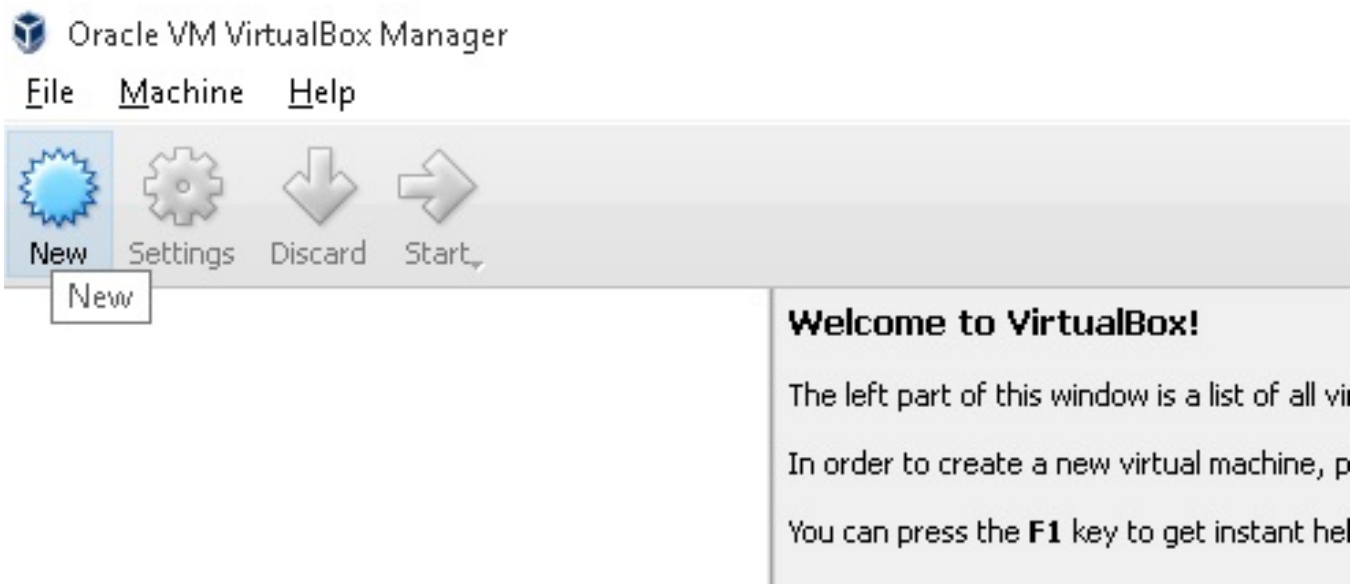 Oracle VM VirtualBox Manager
File Machine Help
New Settings Discard Start
New
Welcome to VirtualBox!
The left part of this window is a list of all
In order to create a new virtual machine,
You can press the F1 key to get instant